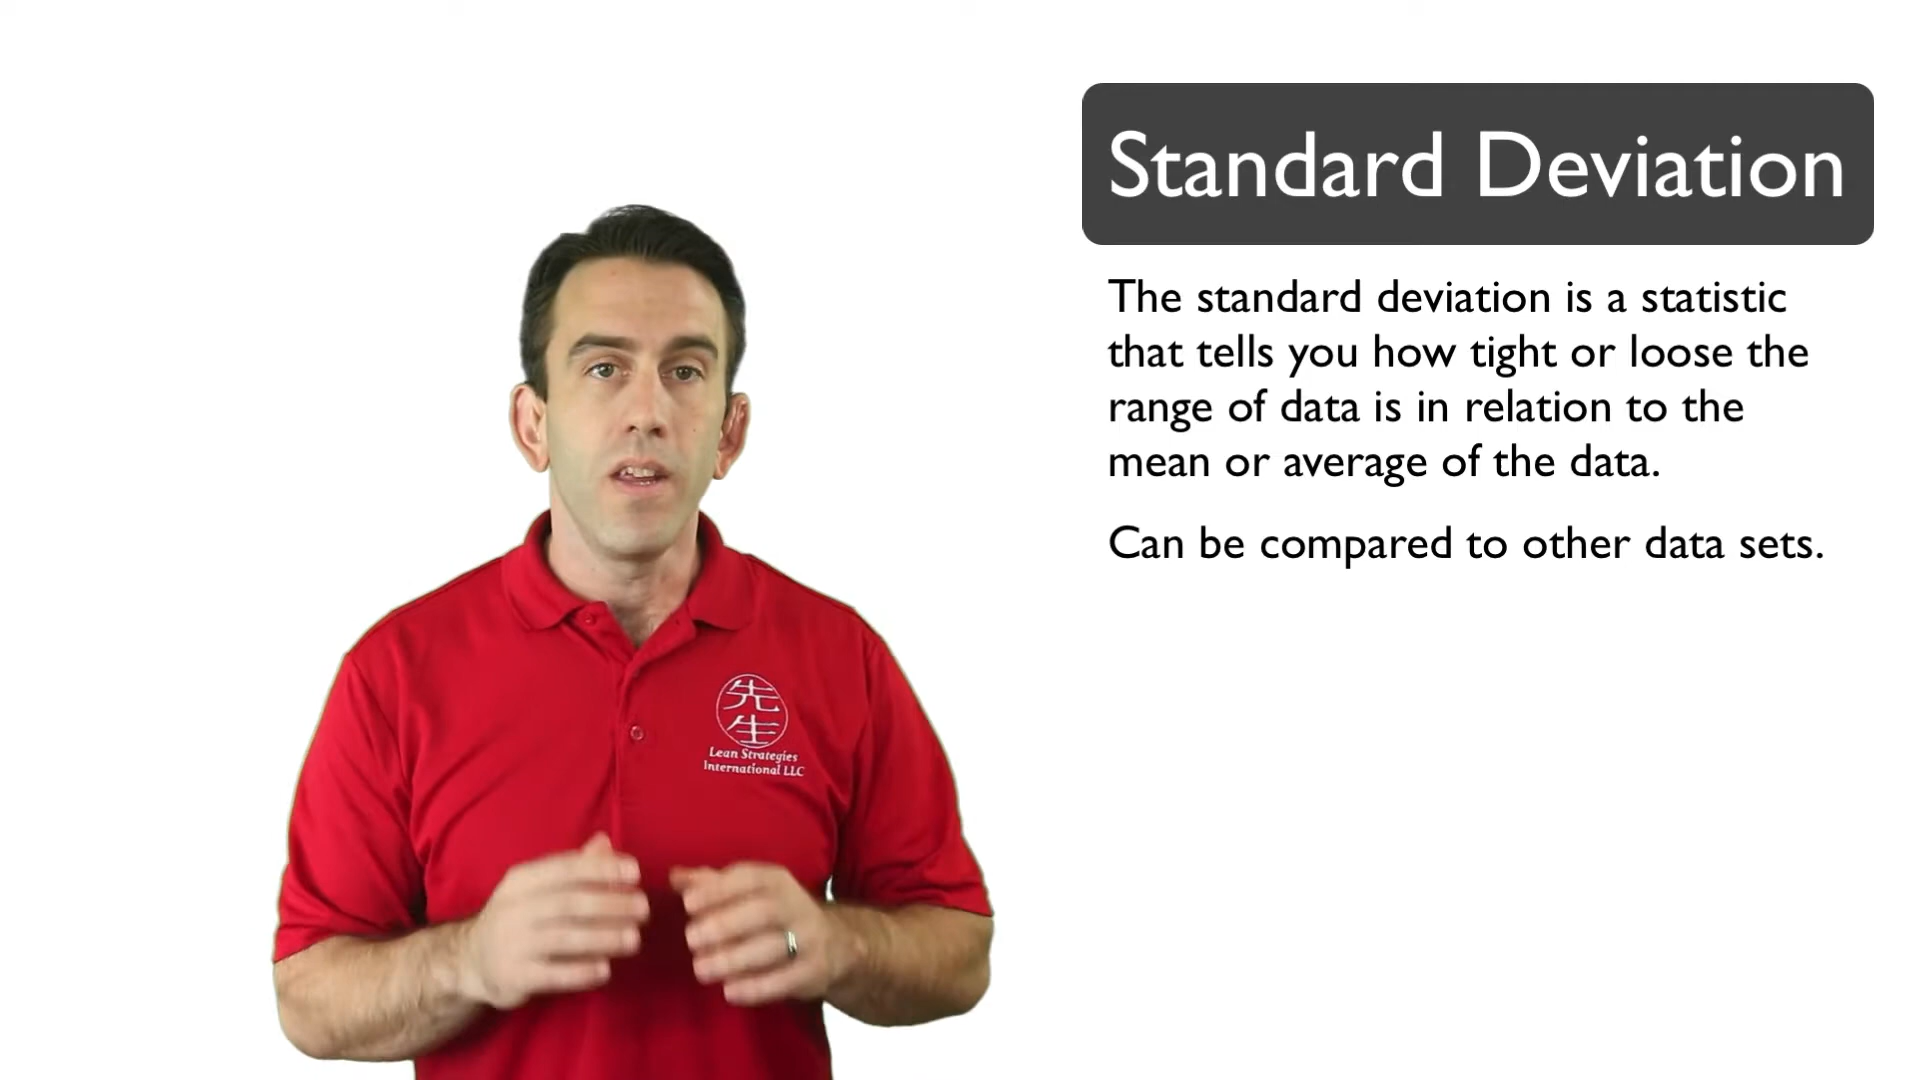 Standard Deviation
The standard deviation is a statistic
that tells you how tight or loose the
range of data is in relation to the
mean or average of the data.
Can be compared to other data sets.
先
生
Lean Strategies
International LLC